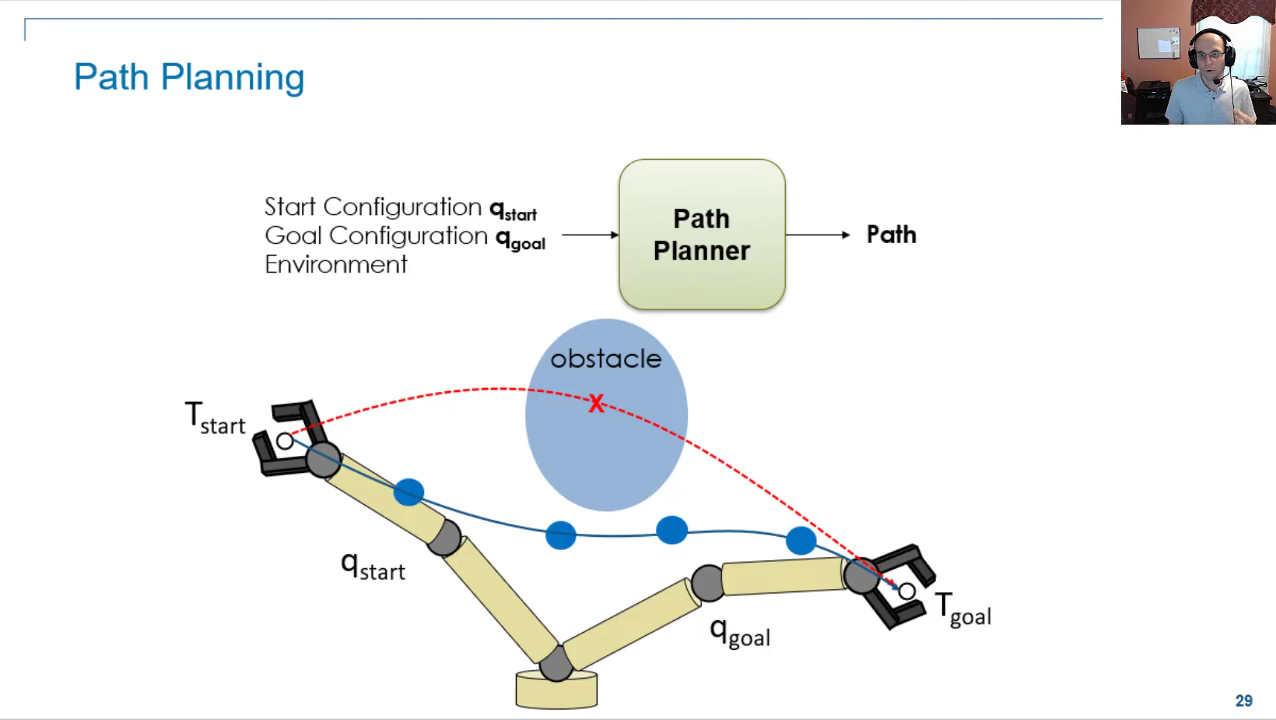 Path Planning
Start Configuration qstart
Goal Configuration qgoal
Environment
Path
Planner
Path
obstacle
X
Tstart
qstart
qgoal
Tgoal
29